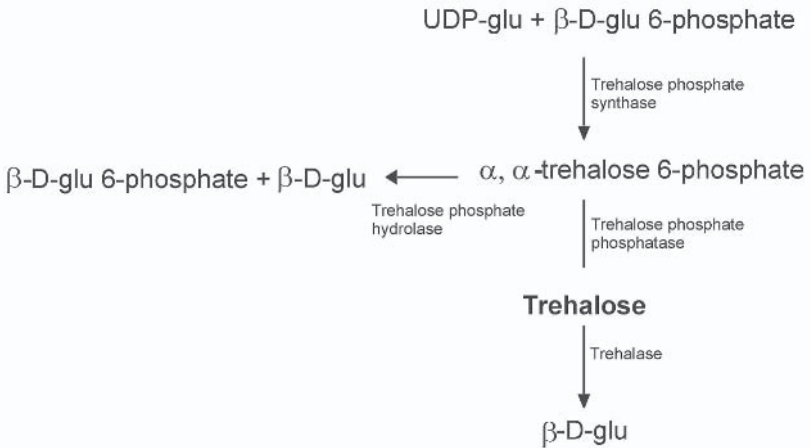 UDP-glu + β-D-glu 6-phosphate
Trehalose phosphate
synthase
β-D-glu 6-phosphate + β-D-glu
α, α-trehalose 6-phosphate
Trehalose phosphate
hydrolase
Trehalose phosphate
phosphatase
Trehalose
Trehalase
β-D-glu